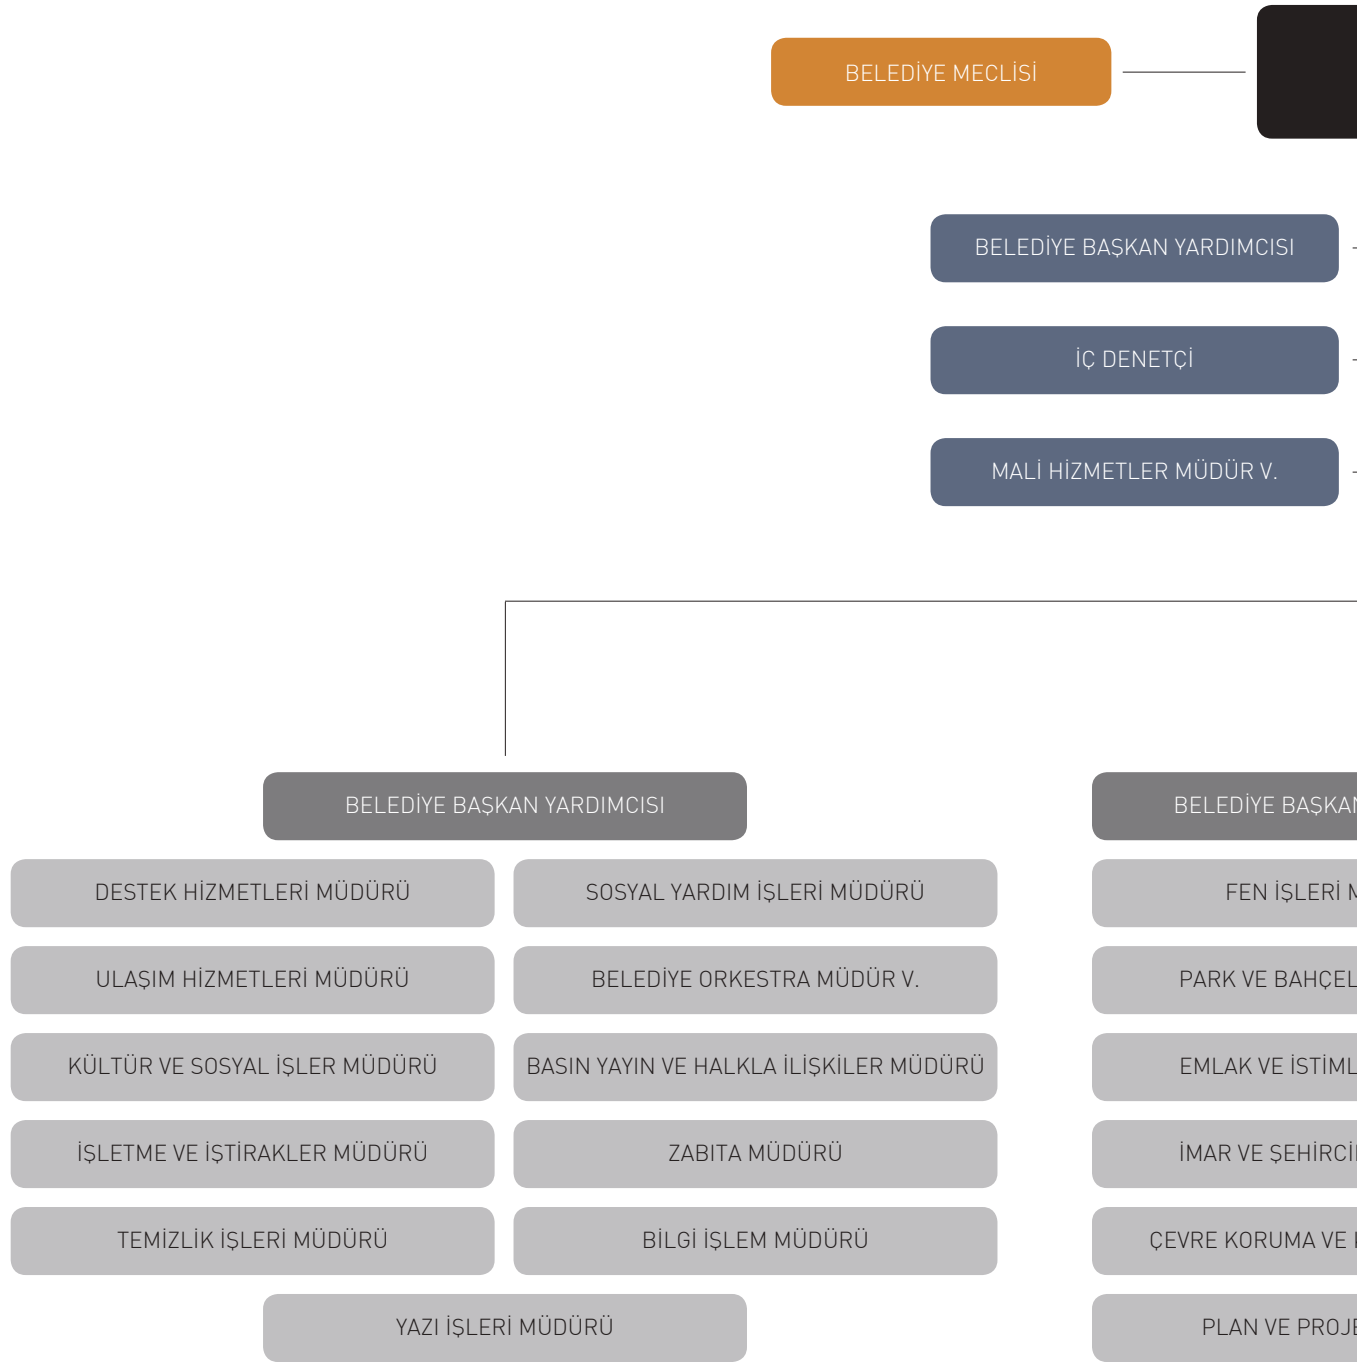 BELEDİYE MECLİSİ
BELEDİYE BAŞKAN YARDIMCISI
İÇ DENETÇİ
MALİ HİZMETLER MÜDÜR V.
BELEDİYE BAŞKAN YARDIMCISI
DESTEK HİZMETLERİ MÜDÜRÜ
SOSYAL YARDIM İŞLERİ MÜDÜRÜ
ULAŞIM HİZMETLERİ MÜDÜRÜ
BELEDİYE ORKESTRA MÜDÜR V.
KÜLTÜR VE SOSYAL İŞLER MÜDÜRÜ
BASIN YAYIN VE HALKLA İLİŞKİLER MÜDÜRÜ
İŞLETME VE İŞTİRAKLER MÜDÜRÜ
ZABITA MÜDÜRÜ
TEMİZLİK İŞLERİ MÜDÜRÜ
BİLGİ İŞLEM MÜDÜRÜ
YAZI İŞLERİ MÜDÜRÜ
BELEDİYE BAŞKAN
FEN İŞLERİ
PARK VE BAHÇEL
EMLAK VE İSTİML
İMAR VE ŞEHİRCİ
ÇEVRE KORUMA VE
PLAN VE PROJE